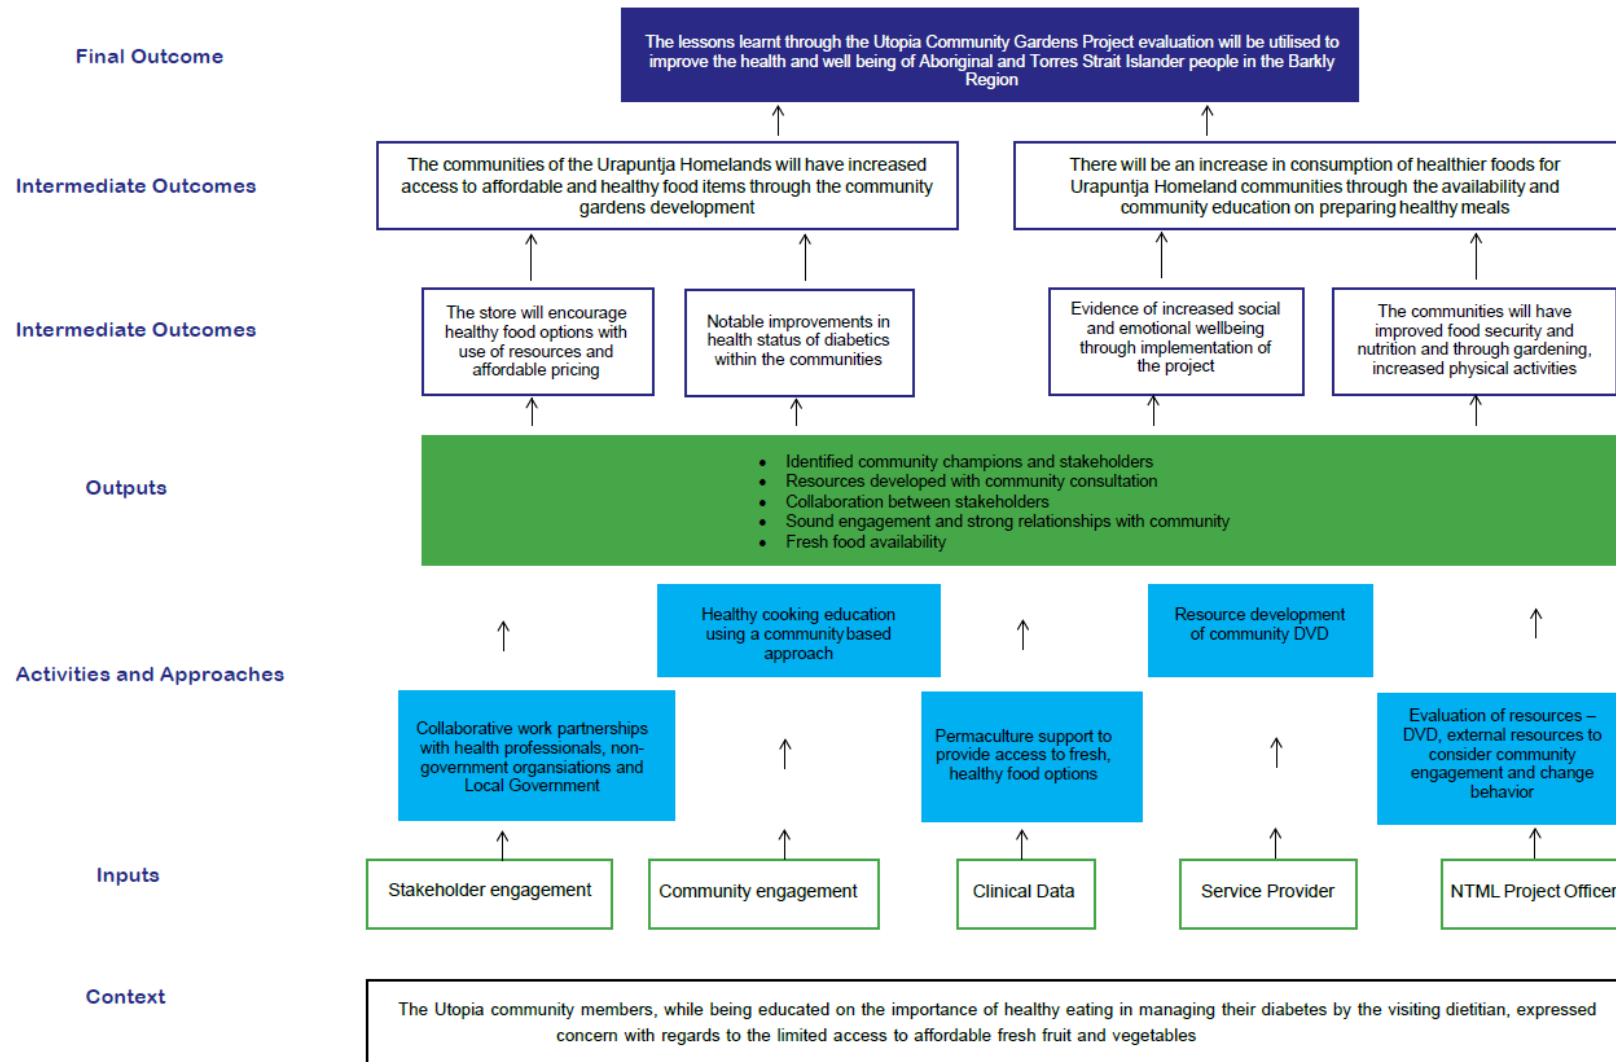 Final Outcome
The lessons learnt through the Utopia Community Gardens Project evaluation will be utilised to
improve the health and well being of Aboriginal and Torres Strait Islander people in the Barkly
Region
Intermediate Outcomes
The communities of the Urapuntja Homelands will have increased
access to affordable and healthy food items through the community
gardens development
There will be an increase in consumption of healthier foods for
Urapuntja Homeland communities through the availability and
community education on preparing healthy meals
Intermediate Outcomes
The store will encourage
healthy food options with
use of resources and
affordable pricing
Notable improvements in
health status of diabetics
within the communities
Evidence of increased social
and emotional wellbeing
through implementation of
the project
The communities will have
improved food security and
nutrition and through gardening,
increased physical activities
Outputs
• Identified community champions and stakeholders
• Resources developed with community consultation
• Collaboration between stakeholders
• Sound engagement and strong relationships with community
• Fresh food availability
Activities and Approaches
Healthy cooking education
using a community based
approach
Resource development
of community DVD
Collaborative work partnerships
with health professionals, non-
government organsiations and
Local Government
Permaculture support to
provide access to fresh,
healthy food options
Evaluation of resources –
DVD, external resources to
consider community
engagement and change
behavior
Inputs
Stakeholder engagement
Community engagement
Clinical Data
Service Provider
NTML Project Officer
Context
The Utopia community members, while being educated on the importance of healthy eating in managing their diabetes by the visiting dietitian, expressed
concern with regards to the limited access to affordable fresh fruit and vegetables